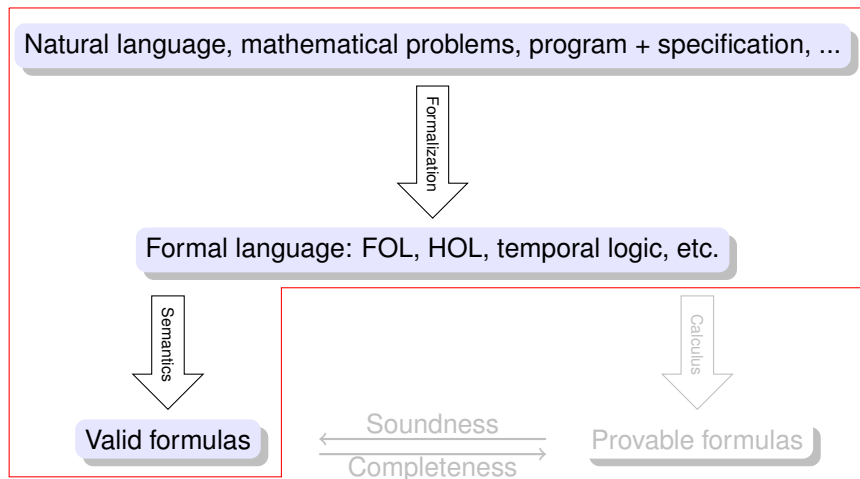 Natural language, mathematical problems, program + specification, ...
Formalization
Formal language: FOL, HOL, temporal logic, etc.
Semantics
Calculus
Valid formulas
Soundness
Completeness
Provable formulas